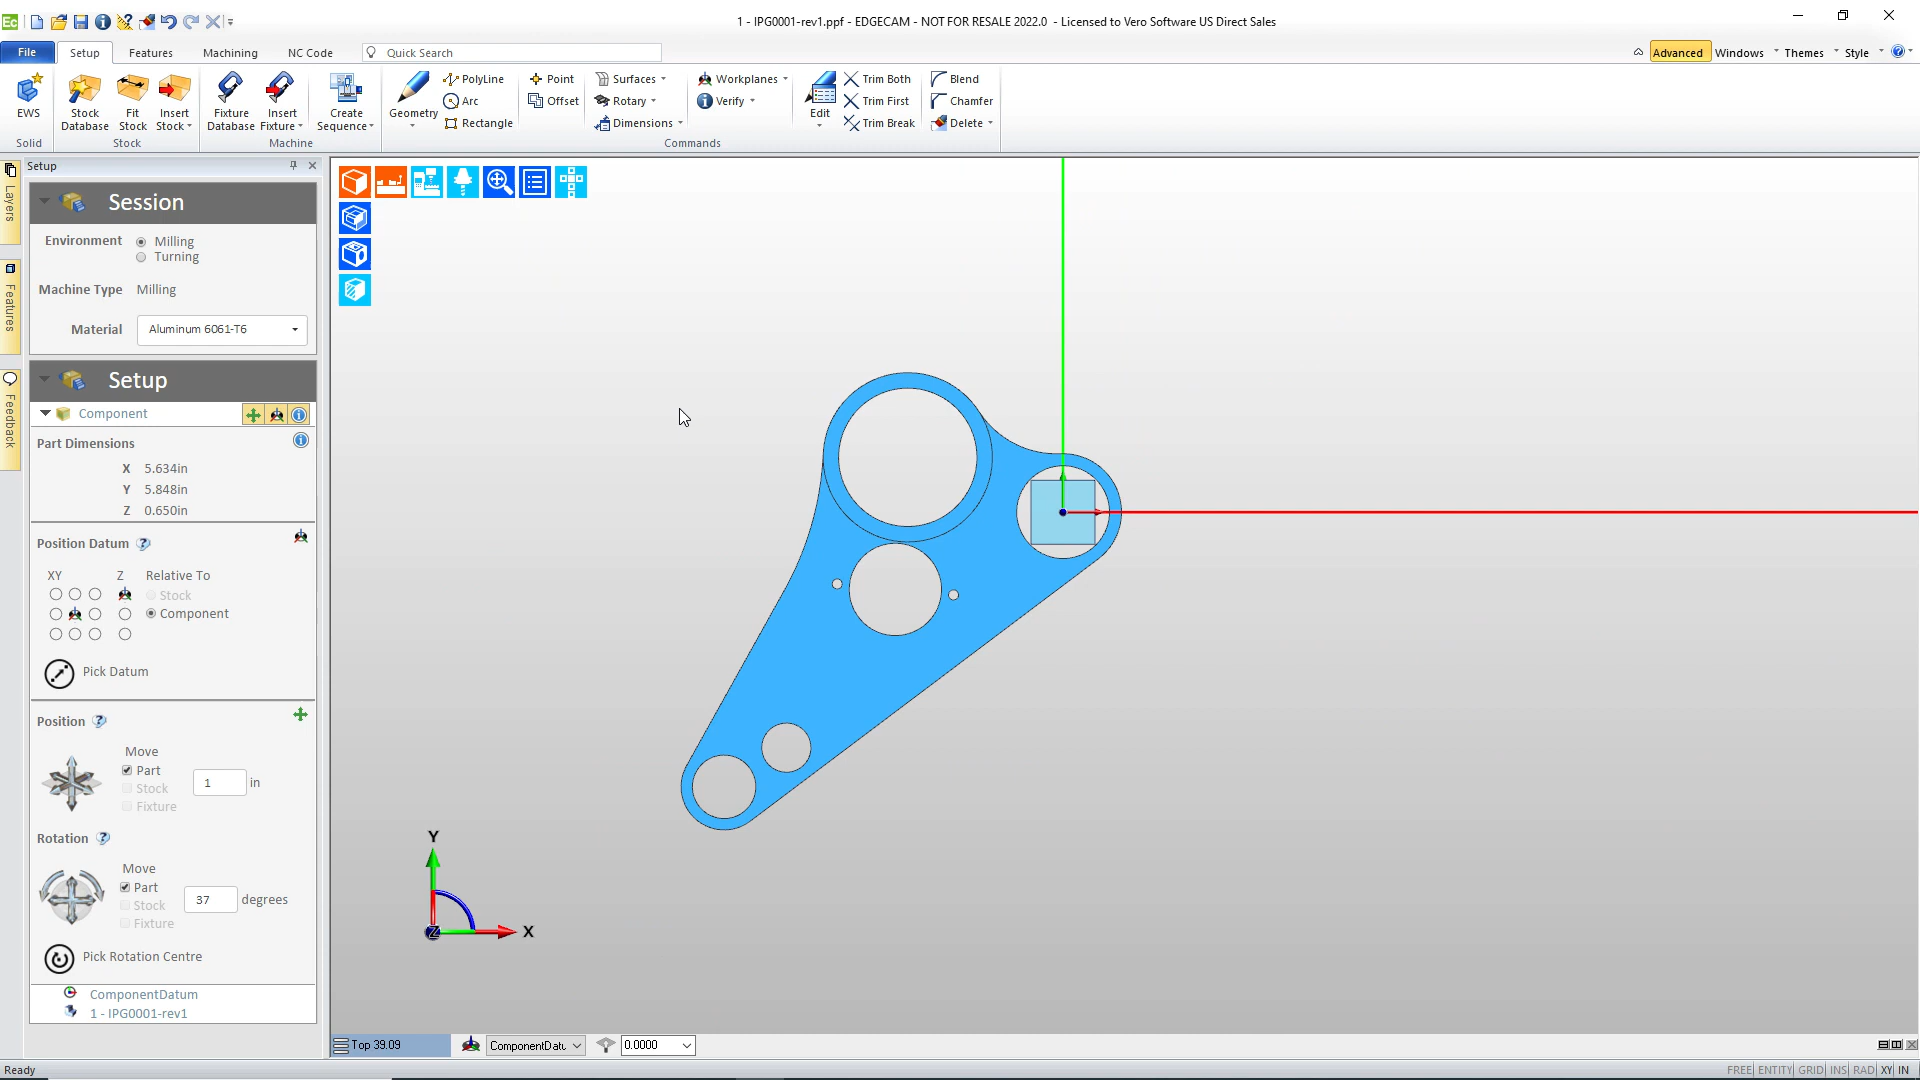 Ec
1 - IPG0001-rev1.ppf - EDGECAM - NOT FOR RESALE 2022.0 - Licensed to Vero Software US Direct Sales
File Setup Features Machining NC Code Quick Search Advanced Windows Themes Style
EWS
Stock Database
Fit Stock
Insert Stock
Fixture Database
Insert Fixture
Create Sequence
Geometry
PolyLine
Arc
Rectangle
Point
Offset
Surfaces
Rotary
Dimensions
Workplanes
Verify
Edit
Trim Both
Trim First
Trim Break
Blend
Chamfer
Delete
Solid Stock Machine Commands
Setup
Layers
Features
Feedback
Session
Environment Milling
Turning
Machine Type Milling
Material Aluminum 6061-T6
Setup
Component
Part Dimensions
X 5.634in
Y 5.848in
Z 0.650in
Position Datum
XY Z Relative To
Stock
Component
Pick Datum
Position
Move
Part 1 in
Stock
Fixture
Rotation
Move
Part 37 degrees
Stock
Fixture
Pick Rotation Centre
ComponentDatum
1 - IPG0001-rev1
Y
Z X
Top 39.09 ComponentDatu 0.0000
Ready FREE ENTITY GRID INS RAD XY IN